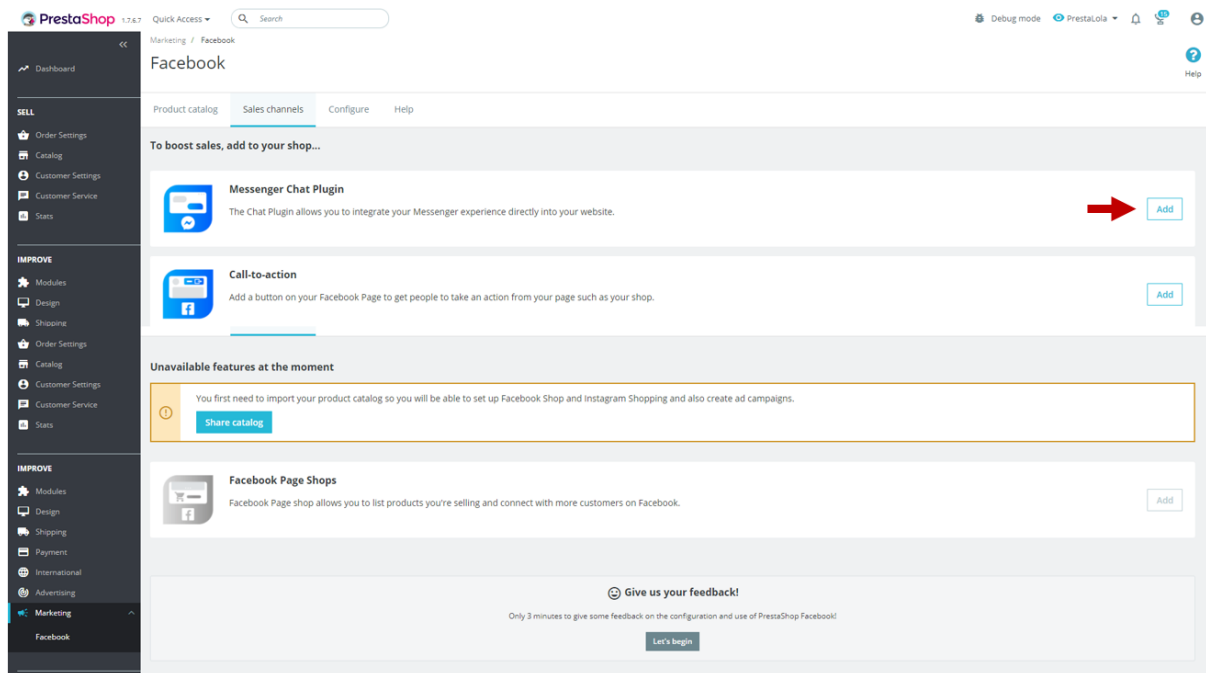 PrestaShop 1.7.6.7 Quick Access Search Debug mode PrestaLola 15
Marketing / Facebook
Facebook
Help
Product catalog Sales channels Configure Help
Dashboard
SELL
Order Settings
Catalog
Customer Settings
Customer Service
Stats
IMPROVE
Modules
Design
Shipping
Order Settings
Catalog
Customer Settings
Customer Service
Stats
IMPROVE
Modules
Design
Shipping
Payment
International
Advertising
Marketing
Facebook
To boost sales, add to your shop...
Messenger Chat Plugin
The Chat Plugin allows you to integrate your Messenger experience directly into your website.
Add
Call-to-action
Add a button on your Facebook Page to get people to take an action from your page such as your shop.
Add
Unavailable features at the moment
You first need to import your product catalog so you will be able to set up Facebook Shop and Instagram Shopping and also create ad campaigns.
Share catalog
Facebook Page Shops
Facebook Page shop allows you to list products you're selling and connect with more customers on Facebook.
Add
Give us your feedback!
Only 3 minutes to give some feedback on the configuration and use of PrestaShop Facebook!
Let's begin